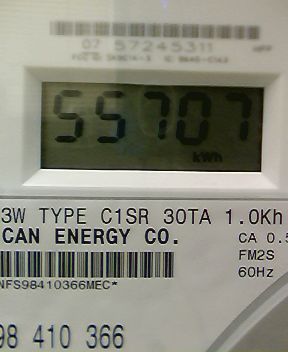 07 57245311
55707
kWh
3W TYPE C1SR 30TA 1.0Kh
CAN ENERGY CO.
CA 0.5
FM2S
60Hz
NFS98410366MEC*
98 410 366